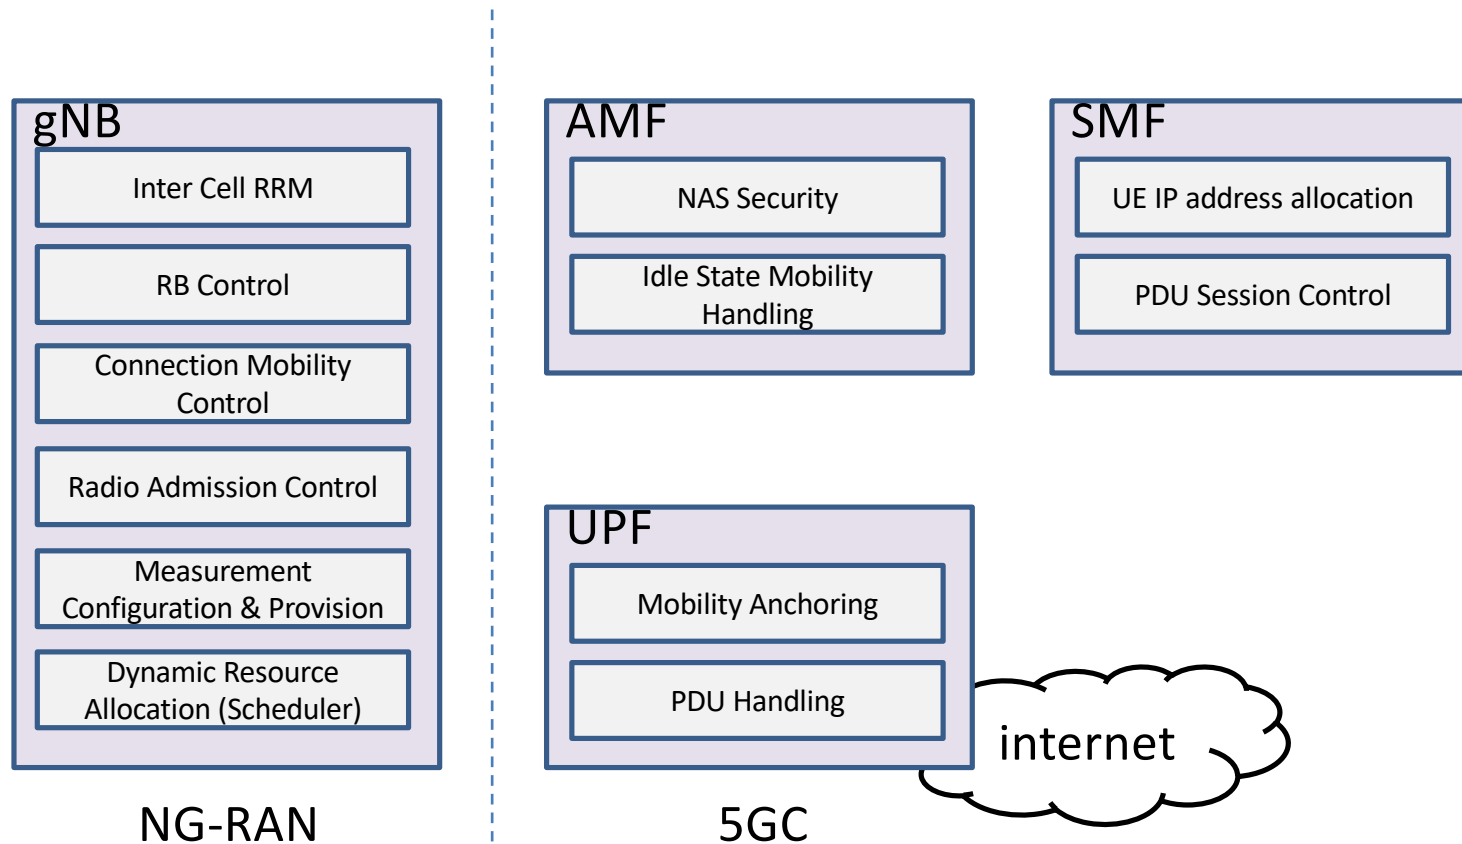 gNB
Inter Cell RRM
RB Control
Connection Mobility
Control
Radio Admission Control
Measurement
Configuration & Provision
Dynamic Resource
Allocation (Scheduler)
NG-RAN
AMF
NAS Security
Idle State Mobility
Handling
SMF
UE IP address allocation
PDU Session Control
UPF
Mobility Anchoring
PDU Handling
internet
5GC